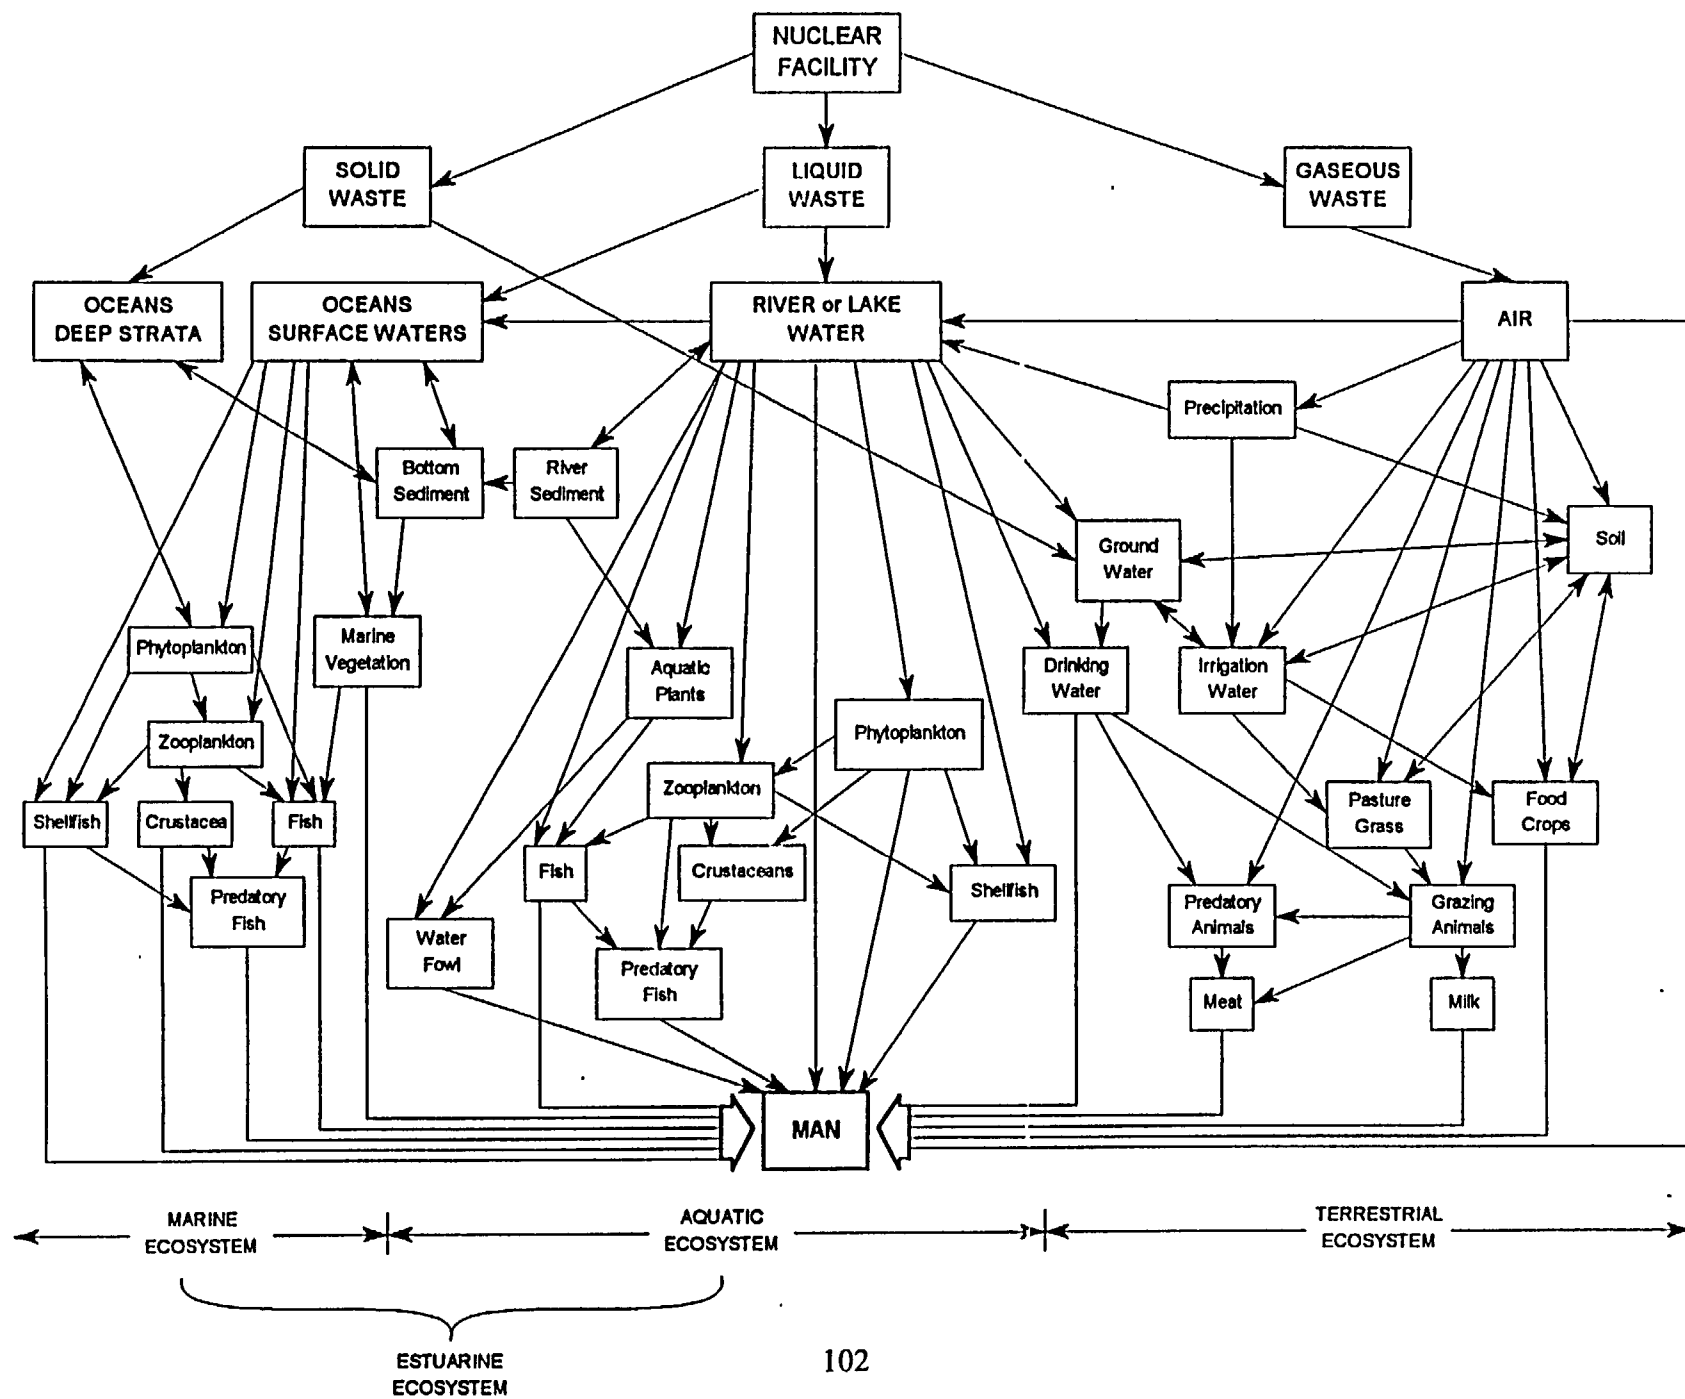 NUCLEAR
FACILITY
SOLID
WASTE
LIQUID
WASTE
GASEOUS
WASTE
OCEANS
DEEP STRATA
OCEANS
SURFACE WATERS
RIVER or LAKE
WATER
AIR
Precipitation
Bottom
Sediment
River
Sediment
Ground
Water
Soil
Phytoplankton
Marine
Vegetation
Aquatic
Plants
Drinking
Water
Irrigation
Water
Zooplankton
Phytoplankton
Zooplankton
Pasture
Grass
Food
Crops
Shellfish
Crustacea
Fish
Fish
Crustaceans
Shellfish
Predatory
Fish
Predatory
Animals
Grazing
Animals
Water
Fowl
Predatory
Fish
Meat
Milk
MAN
MARINE
ECOSYSTEM
AQUATIC
ECOSYSTEM
TERRESTRIAL
ECOSYSTEM
ESTUARINE
ECOSYSTEM
102